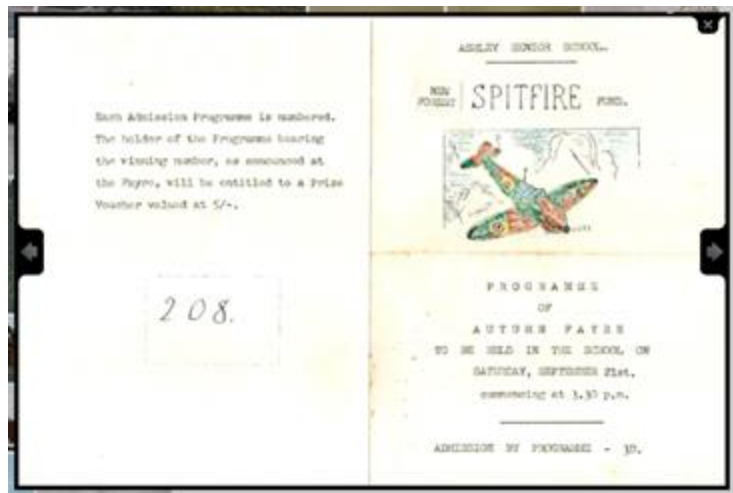 Each Admission Programme is numbered.
The holder of the Programme bearing
the winning number, as announced at
the Fayre, will be entitled to a Prize
Voucher valued at 5/-.
208.
ASHLEY SENIOR SCHOOL.
NEW
FOREST
SPITFIRE FUND.
PROGRAMME
OF
AUTUMN FAYRE
TO BE HELD IN THE SCHOOL ON
SATURDAY, SEPTEMBER 21st.
commencing at 3.30 p.m.
ADMISSION BY PROGRAMME - 3D.